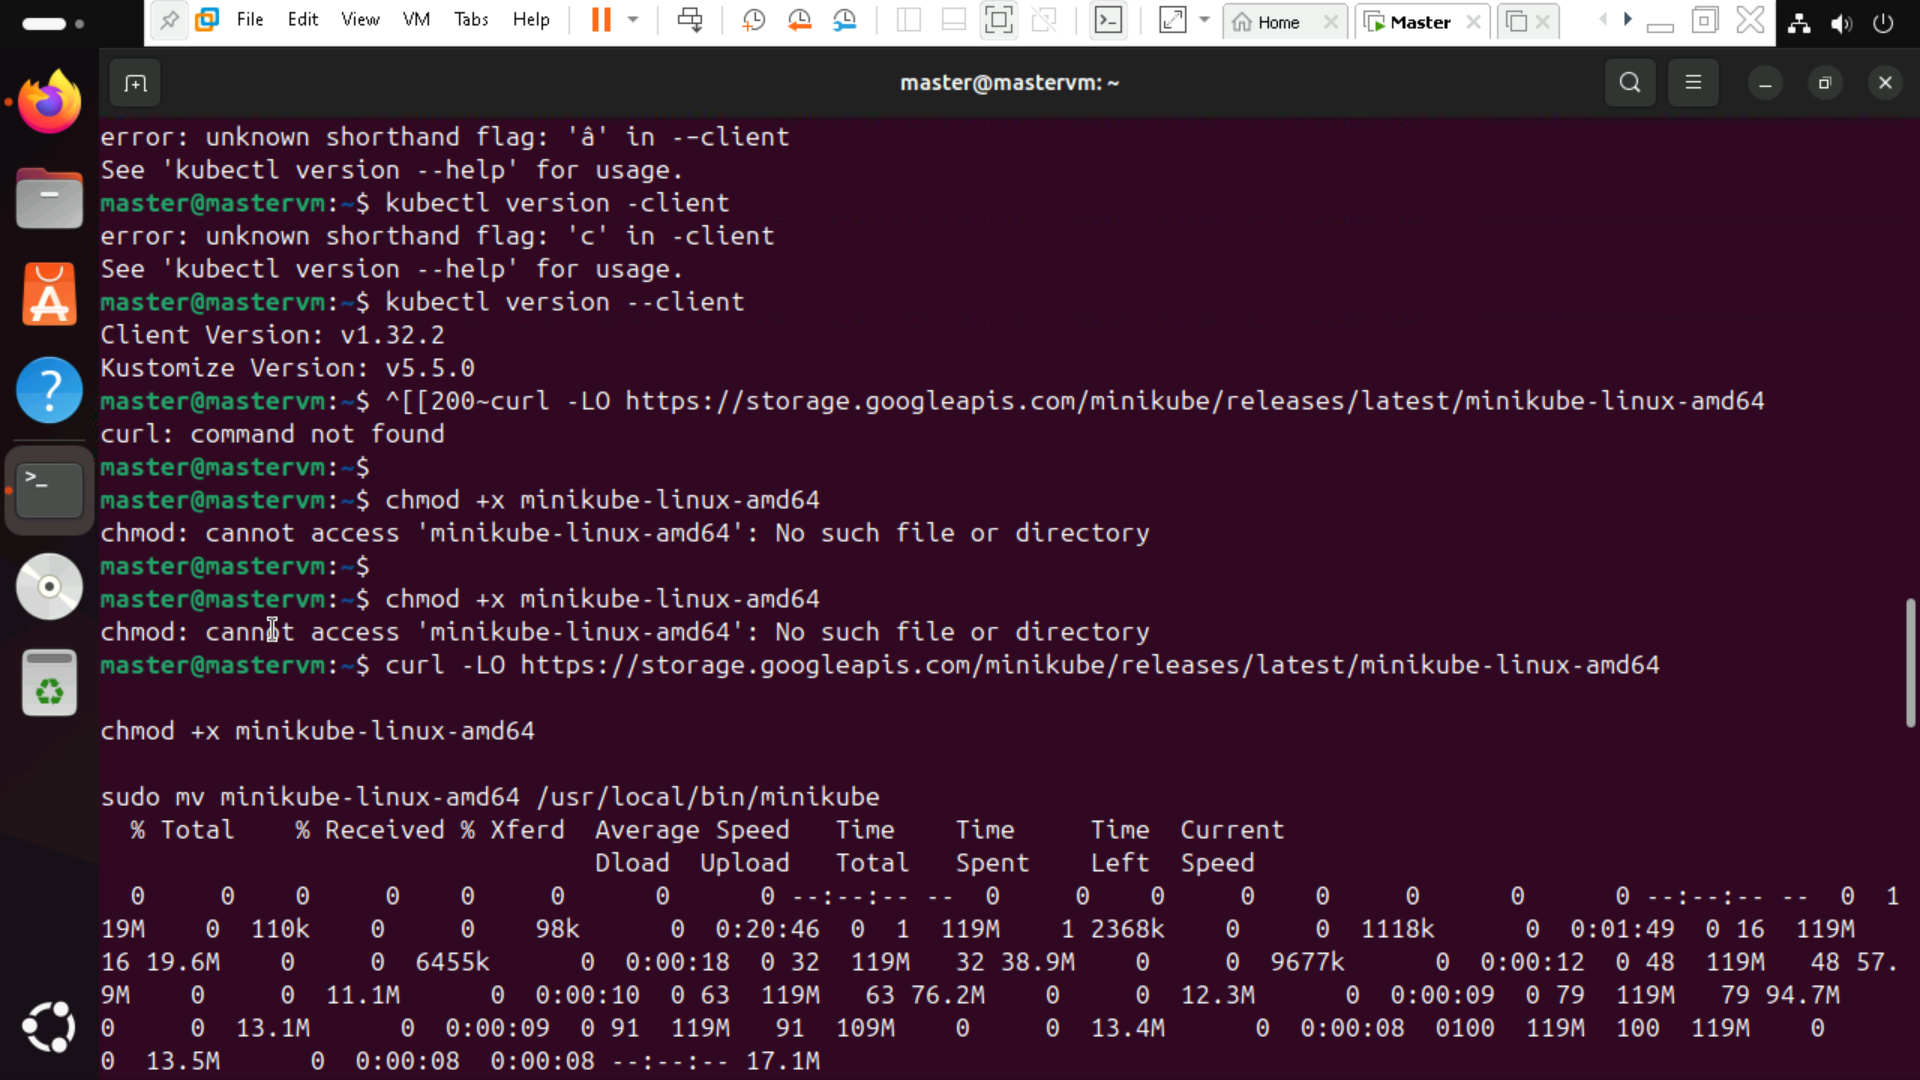 File Edit View VM Tabs Help Home Master
master@mastervm: ~
error: unknown shorthand flag: 'â' in -–client
See 'kubectl version --help' for usage.
master@mastervm:~$ kubectl version -client
error: unknown shorthand flag: 'c' in -client
See 'kubectl version --help' for usage.
master@mastervm:~$ kubectl version --client
Client Version: v1.32.2
Kustomize Version: v5.5.0
master@mastervm:~$ ^[[200~curl -LO https://storage.googleapis.com/minikube/releases/latest/minikube-linux-amd64
curl: command not found
master@mastervm:~$
master@mastervm:~$ chmod +x minikube-linux-amd64
chmod: cannot access 'minikube-linux-amd64': No such file or directory
master@mastervm:~$
master@mastervm:~$ chmod +x minikube-linux-amd64
chmod: cannot access 'minikube-linux-amd64': No such file or directory
master@mastervm:~$ curl -LO https://storage.googleapis.com/minikube/releases/latest/minikube-linux-amd64
chmod +x minikube-linux-amd64
sudo mv minikube-linux-amd64 /usr/local/bin/minikube
% Total % Received % Xferd Average Speed Time Time Time Current
Dload Upload Total Spent Left Speed
0 0 0 0 0 0 0 0 --:--:-- -- 0 0 0 0 0 0 0 0 --:--:-- -- 0 1
19M 0 110k 0 0 98k 0 0:20:46 0 1 119M 1 2368k 0 0 1118k 0 0:01:49 0 16 119M
16 19.6M 0 0 6455k 0 0:00:18 0 32 119M 32 38.9M 0 0 9677k 0 0:00:12 0 48 119M 48 57.
9M 0 0 11.1M 0 0:00:10 0 63 119M 63 76.2M 0 0 12.3M 0 0:00:09 0 79 119M 79 94.7M
0 0 13.1M 0 0:00:09 0 91 119M 91 109M 0 0 13.4M 0 0:00:08 0100 119M 100 119M 0
0 13.5M 0 0:00:08 0:00:08 --:--:-- 17.1M